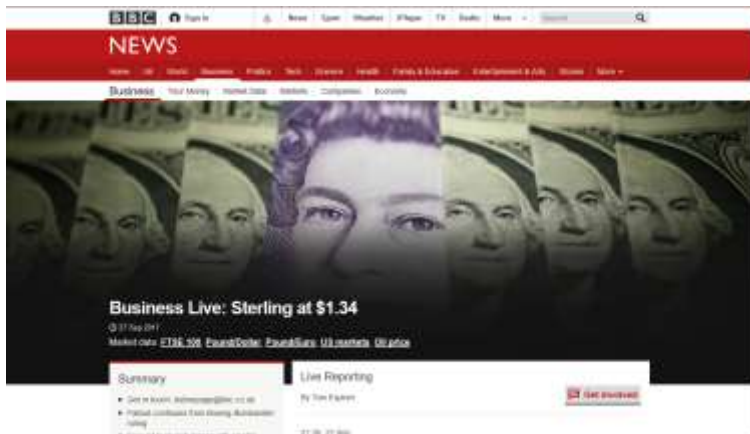 BBC Sign in News Sport Weather iPlayer TV Radio More Search
NEWS
Home UK World Business Politics Tech Science Health Family & Education Entertainment & Arts Stories More
Business Your Money Market Data Markets Companies Economy
Business Live: Sterling at $1.34
27 Sep 2017
Market data: FTSE 100 Pound/Dollar Pound/Euro US markets Oil price
Summary
Live Reporting
Get Involved